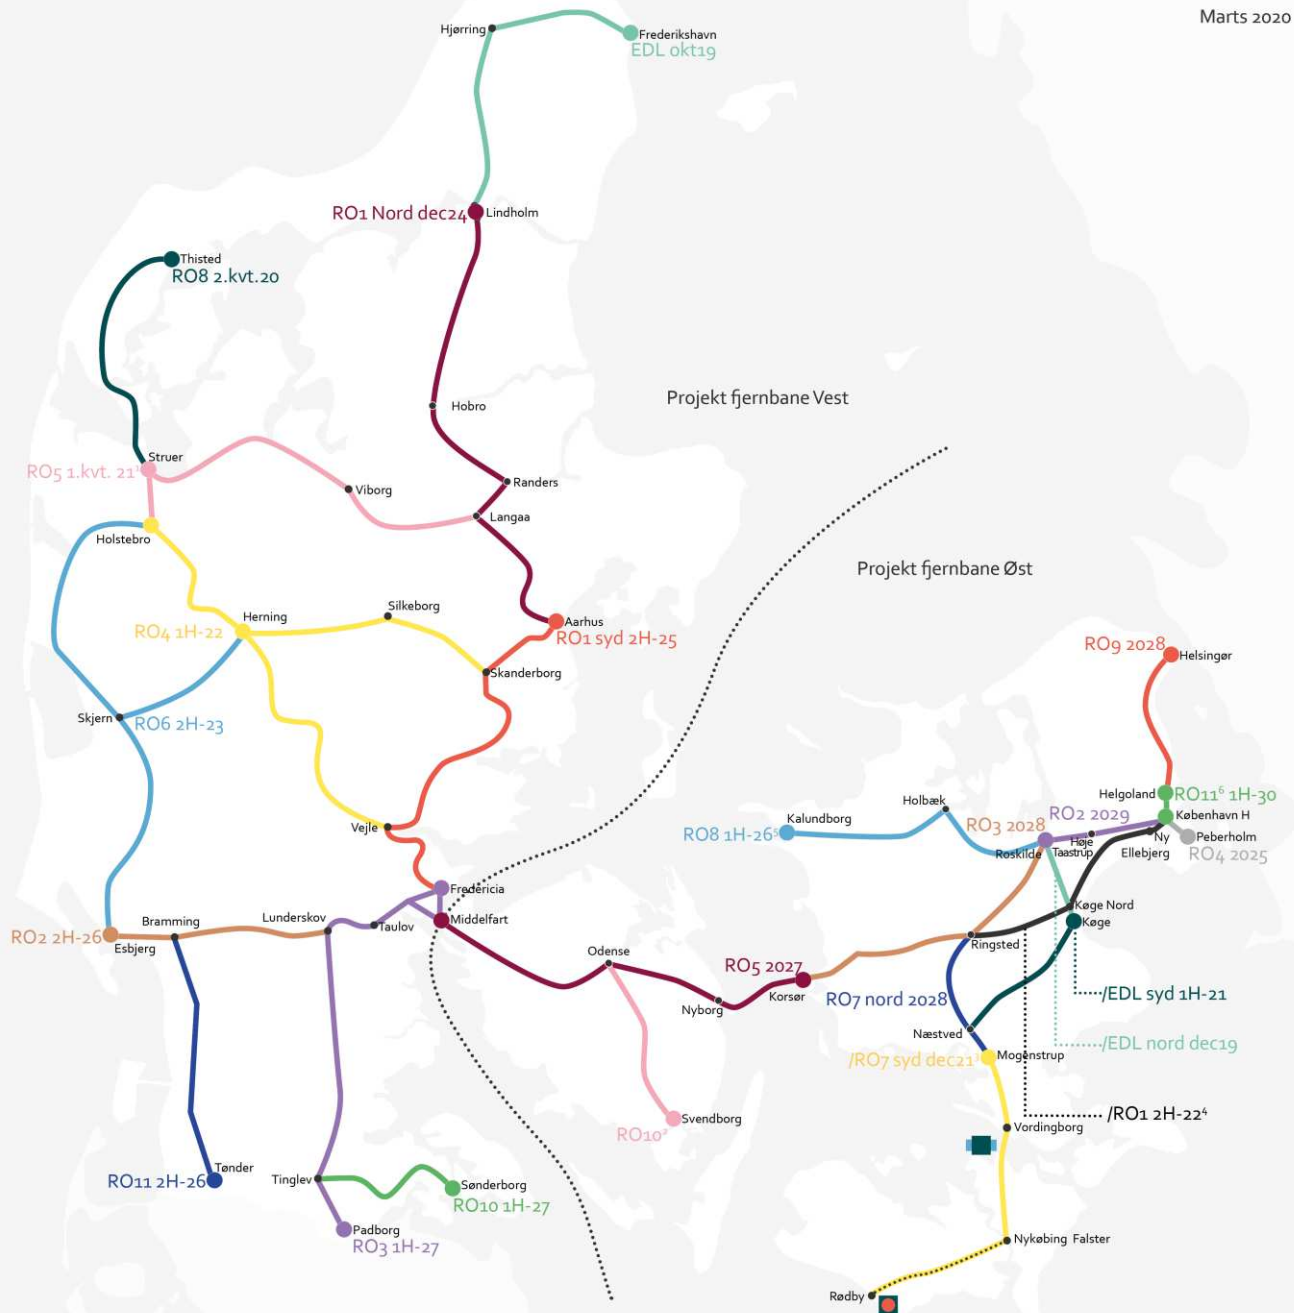 Marts 2020
Hjørring
Frederikshavn
EDL okt19
RO1 Nord dec24
Lindholm
Thisted
RO8 2.kvt.20
Projekt fjernbane Vest
Hobro
Struer
RO5 1.kvt. 21¹
Viborg
Randers
Langaa
Holstebro
Projekt fjernbane Øst
Silkeborg
Herning
RO4 1H-22
Aarhus
RO1 syd 2H-25
Skanderborg
RO9 2028
Helsingør
Skjern
RO6 2H-23
Helgoland
RO11⁶ 1H-30
Holbæk
RO2 2029
København H
Kalundborg
RO8 1H-26⁵
RO3 2028
Vejle
Høje
Taastrup
Ny
Ellebjerg
Peberholm
RO4 2025
Roskilde
Fredericia
Køge Nord
Køge
Bramming
Lunderskov
Taulov
Middelfart
RO2 2H-26
Esbjerg
Ringsted
Odense
RO5 2027
Korsør
Nyborg
RO7 nord 2028
/EDL syd 1H-21
Næstved
/EDL nord dec19
/RO7 syd dec21³
Mogenstrup
/RO1 2H-22⁴
Svendborg
RO10²
Vordingborg
Tønder
RO11 2H-26
Tinglev
Sønderborg
RO10 1H-27
Padborg
RO3 1H-27
Nykøbing Falster
Rødby